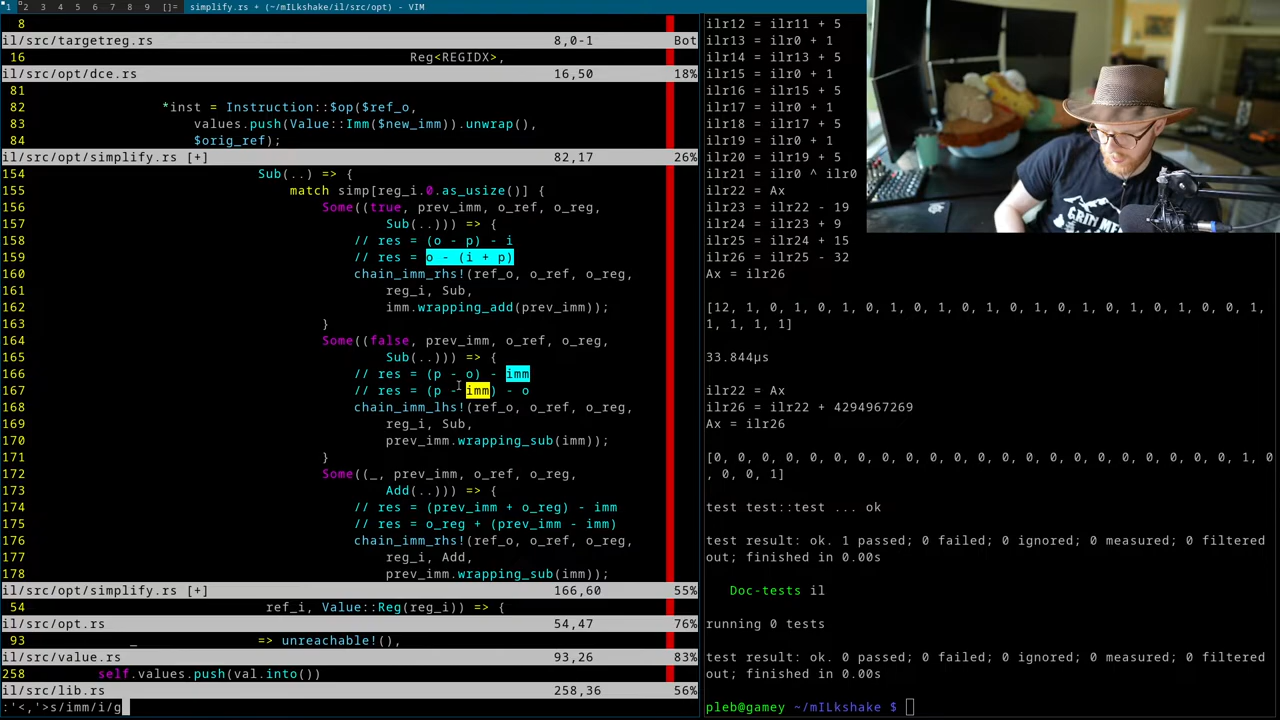 1 2 3 4 5 6 7 8 9 []= simplify.rs + (~/mILkshake/il/src/opt) - VIM
8
il/src/targetreg.rs 8,0-1 Bot
16 Reg<REGIDX>,
il/src/opt/dce.rs 16,50 18%
81
82 *inst = Instruction::$op($ref_o,
83 values.push(Value::Imm($new_imm)).unwrap(),
84 $orig_ref);
il/src/opt/simplify.rs [+] 82,17 26%
154 Sub(..) => {
155 match simp[reg_i.0.as_usize()] {
156 Some((true, prev_imm, o_ref, o_reg,
157 Sub(..))) => {
158 // res = (o - p) - i
159 // res = o - (i + p)
160 chain_imm_rhs!(ref_o, o_ref, o_reg,
161 reg_i, Sub,
162 imm.wrapping_add(prev_imm));
163 }
164 Some((false, prev_imm, o_ref, o_reg,
165 Sub(..))) => {
166 // res = (p - o) - imm
167 // res = (p - imm) - o
168 chain_imm_lhs!(ref_o, o_ref, o_reg,
169 reg_i, Sub,
170 prev_imm.wrapping_sub(imm));
171 }
172 Some((_, prev_imm, o_ref, o_reg,
173 Add(..))) => {
174 // res = (prev_imm + o_reg) - imm
175 // res = o_reg + (prev_imm - imm)
176 chain_imm_rhs!(ref_o, o_ref, o_reg,
177 reg_i, Add,
178 prev_imm.wrapping_sub(imm));
il/src/opt/simplify.rs [+] 166,60 55%
54 ref_i, Value::Reg(reg_i)) => {
il/src/opt.rs 54,47 76%
93 _ => unreachable!(),
il/src/value.rs 93,26 83%
258 self.values.push(val.into())
il/src/lib.rs 258,36 56%
:'<,'>s/imm/i/g
ilr12 = ilr11 + 5
ilr13 = ilr0 + 1
ilr14 = ilr13 + 5
ilr15 = ilr0 + 1
ilr16 = ilr15 + 5
ilr17 = ilr0 + 1
ilr18 = ilr17 + 5
ilr19 = ilr0 + 1
ilr20 = ilr19 + 5
ilr21 = ilr0 ^ ilr0
ilr22 = Ax
ilr23 = ilr22 - 19
ilr24 = ilr23 + 9
ilr25 = ilr24 + 15
ilr26 = ilr25 - 32
Ax = ilr26
[12, 1, 0, 1, 0, 1, 0, 1, 0, 1, 0, 1, 0, 1, 0, 1, 0, 1, 0, 1, 0, 0, 1,
1, 1, 1, 1]
33.844µs
ilr22 = Ax
ilr26 = ilr22 + 4294967269
Ax = ilr26
[0, 0, 0, 0, 0, 0, 0, 0, 0, 0, 0, 0, 0, 0, 0, 0, 0, 0, 0, 0, 0, 0, 1, 0
, 0, 0, 1]
test test::test ... ok
test result: ok. 1 passed; 0 failed; 0 ignored; 0 measured; 0 filtered
out; finished in 0.00s
Doc-tests il
running 0 tests
test result: ok. 0 passed; 0 failed; 0 ignored; 0 measured; 0 filtered
out; finished in 0.00s
pleb@gamey ~/mILkshake $